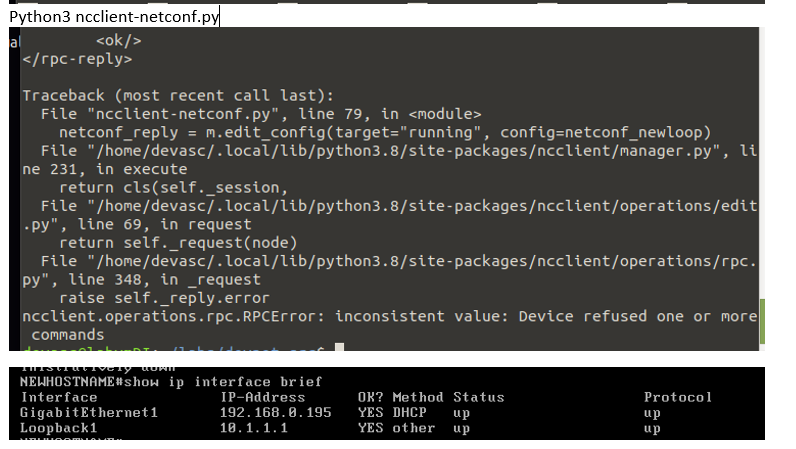 Python3 ncclient-netconf.py
<ok/>
</rpc-reply>
Traceback (most recent call last):
File "ncclient-netconf.py", line 79, in <module>
netconf_reply = m.edit_config(target="running", config=netconf_newloop)
File "/home/devasc/.local/lib/python3.8/site-packages/ncclient/manager.py", li
ne 231, in execute
return cls(self._session,
File "/home/devasc/.local/lib/python3.8/site-packages/ncclient/operations/edit
.py", line 69, in request
return self._request(node)
File "/home/devasc/.local/lib/python3.8/site-packages/ncclient/operations/rpc.
py", line 348, in _request
raise self._reply.error
ncclient.operations.rpc.RPCError: inconsistent value: Device refused one or more
commands
down
NEWHOSTNAME#show ip interface brief
Interface IP-Address OK? Method Status Protocol
GigabitEthernet1 192.168.0.195 YES DHCP up up
Loopback1 10.1.1.1 YES other up up